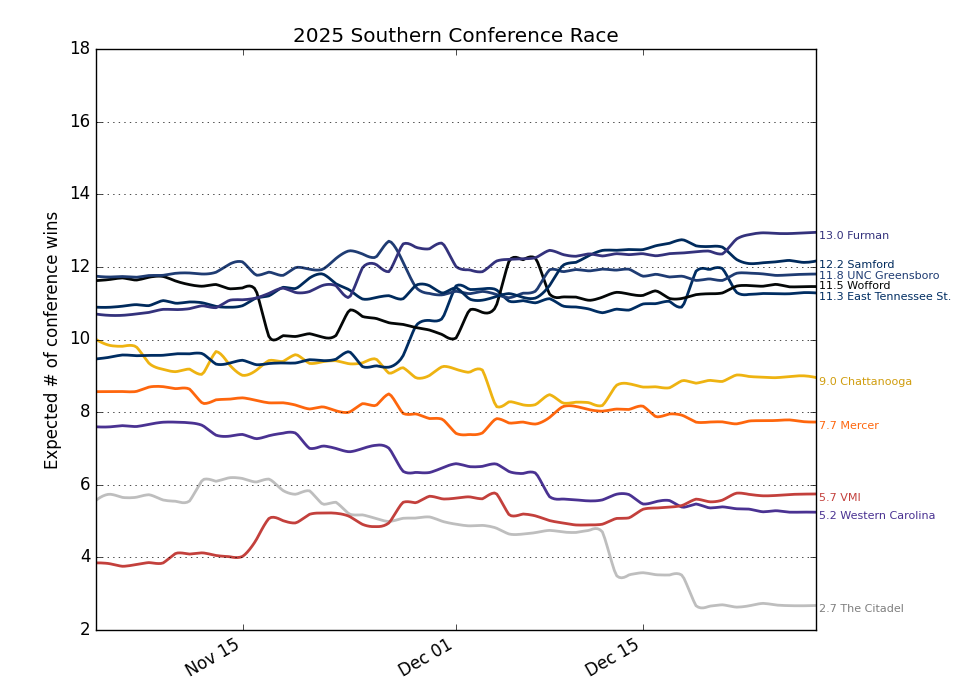 2025 Southern Conference Race
Expected # of conference wins
18
16
14
12
10
8
6
4
2
13.0 Furman
12.2 Samford
11.8 UNC Greensboro
11.5 Wofford
11.3 East Tennessee St.
9.0 Chattanooga
7.7 Mercer
5.7 VMI
5.2 Western Carolina
2.7 The Citadel
Nov 15
Dec 01
Dec 15